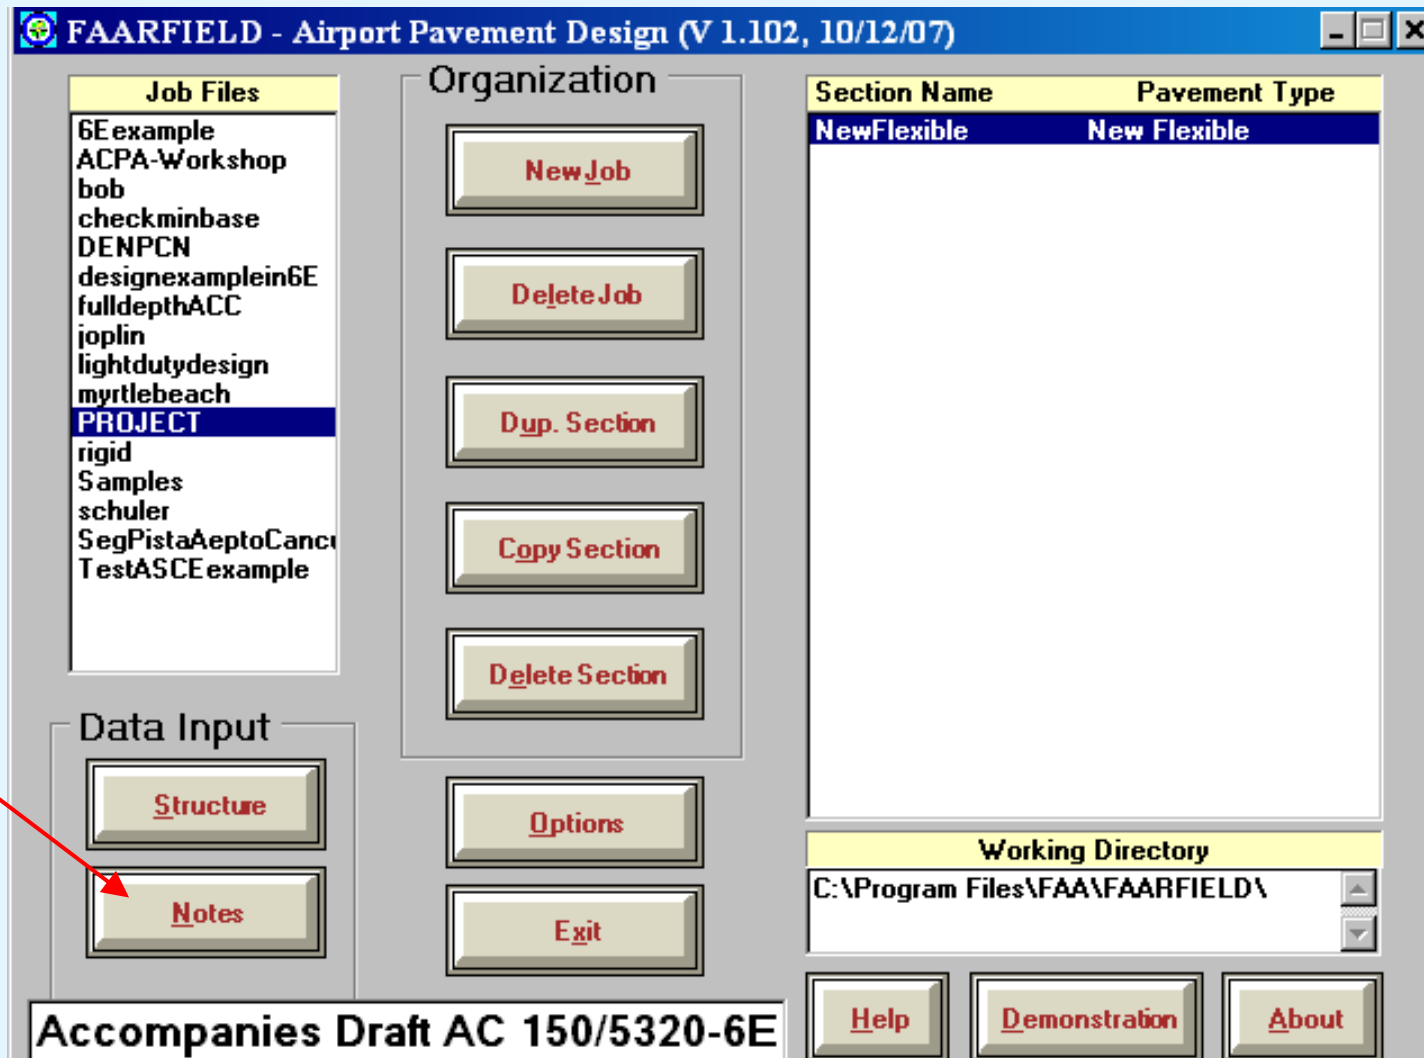 FAARFIELD - Airport Pavement Design (V 1.102, 10/12/07)
Job Files
6Eexample
ACPA-Workshop
bob
checkminbase
DENPCN
designexamplein6E
fulldepthACC
joplin
lightdutydesign
myrtlebeach
PROJECT
rigid
Samples
schuler
SegPistaAeptoCancu
TestASCEexample
Organization
New Job
Delete Job
Dup. Section
Copy Section
Delete Section
Section Name Pavement Type
NewFlexible New Flexible
Data Input
Structure
Notes
Options
Exit
Working Directory
C:\Program Files\FAA\FAARFIELD\
Accompanies Draft AC 150/5320-6E
Help
Demonstration
About